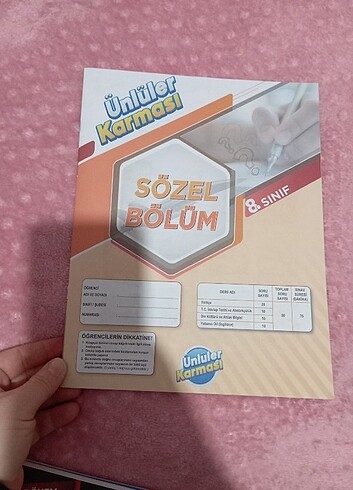 Ünlüler
Karması
SÖZEL
BÖLÜM
8. SINIF
ÖĞRENCİ
ADI VE SOYADI
SINIFI / ŞUBESİ
NUMARASI
DERS ADI
SORU SAYISI
TOPLAM SORU SAYISI
SINAV SÜRESİ (DAKİKA)
Türkçe 20
T.C. İnkılap Tarihi ve Atatürkçülük 10
Din Kültürü ve Ahlak Bilgisi 10
Yabancı Dil (İngilizce) 10
50
75
ÖĞRENCİLERİN DİKKATİNE!
Ünlüler
Karması